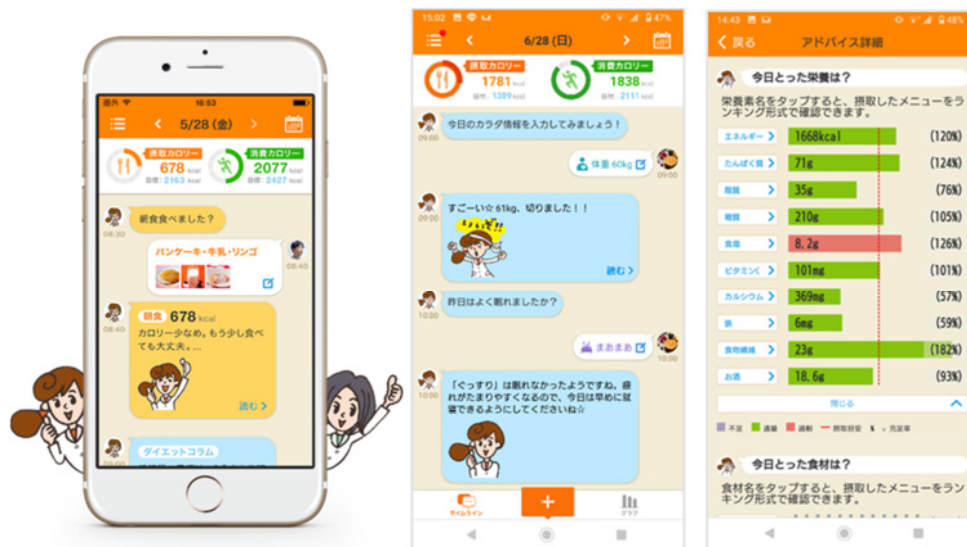 圏外
16:53
5/28 (金)
摂取カロリー
678 kcal
目標: 2163 kcal
消費カロリー
2077 kcal
目標: 2427 kcal
朝食食べました？
08:30
パンケーキ・牛乳・リンゴ
08:40
08:40
朝食 678 kcal
カロリー少なめ。もう少し食べ
ても大丈夫。...
読む
ダイエットコラム
09:00
15:02
47%
6/28 (日)
摂取カロリー
1781 kcal
目標: 1389 kcal
消費カロリー
1838 kcal
目標: 2111 kcal
今日のカラダ情報を入力してみましょう！
09:00
体重 60kg
09:00
すごーい☆ 61kg、切りました！！
09:00
いいぞ!!
読む
昨日はよく眠れましたか？
10:00
まあまあ
10:00
「ぐっすり」は眠れなかったようですね。疲
れがたまりやすくなるので、今日は早めに就
寝できるようにしてくださいね☆
10:00
タイムライン
グラフ
14:43
48%
戻る
アドバイス詳細
今日とった栄養は？
栄養素名をタップすると、摂取したメニューをラ
ンキング形式で確認できます。
エネルギー 1668kcal (120%)
たんぱく質 71g (124%)
脂質 35g (76%)
糖質 210g (105%)
食塩 8.2g (126%)
ビタミンC 101mg (101%)
カルシウム 369mg (57%)
鉄 6mg (59%)
食物繊維 23g (182%)
お酒 18.6g (93%)
閉じる
不足 適量 過剰 摂取目安 % = 充足率
今日とった食材は？
食材名をタップすると、摂取したメニューをラン
キング形式で確認できます。